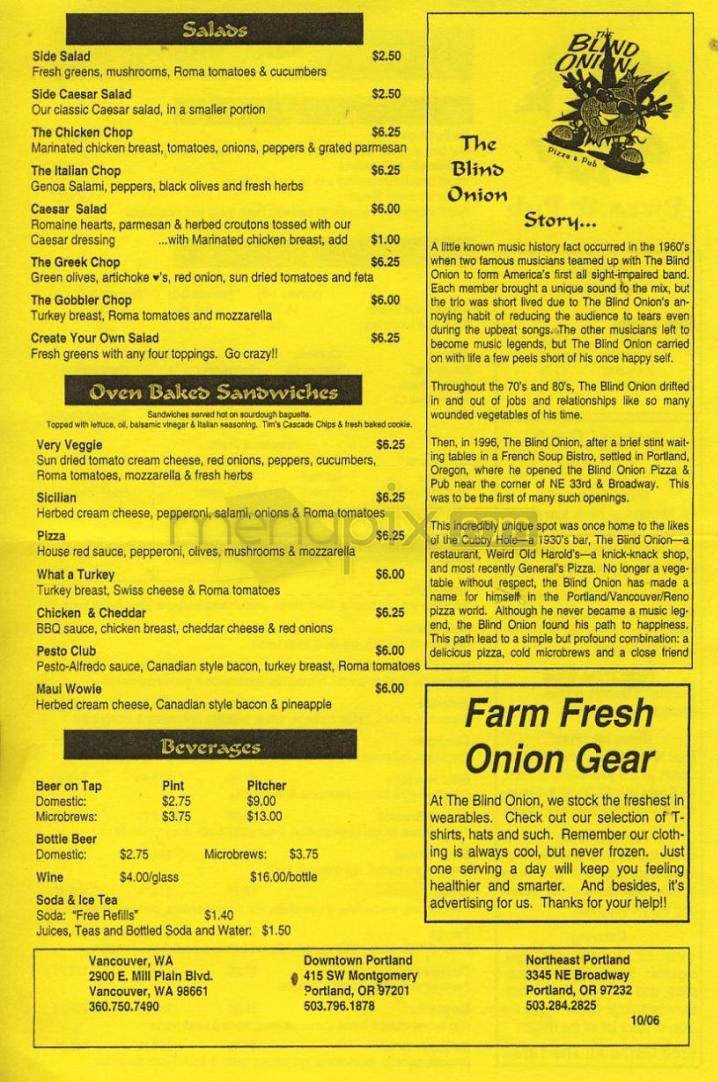 Salads
Side Salad $2.50
Fresh greens, mushrooms, Roma tomatoes & cucumbers
Side Caesar Salad $2.50
Our classic Caesar salad, in a smaller portion
The Chicken Chop $6.25
Marinated chicken breast, tomatoes, onions, peppers & grated parmesan
The Italian Chop $6.25
Genoa Salami, peppers, black olives and fresh herbs
Caesar Salad $6.00
Romaine hearts, parmesan & herbed croutons tossed with our
Caesar dressing ...with Marinated chicken breast, add $1.00
The Greek Chop $6.25
Green olives, artichoke ♥'s, red onion, sun dried tomatoes and feta
The Gobbler Chop $6.00
Turkey breast, Roma tomatoes and mozzarella
Create Your Own Salad $6.25
Fresh greens with any four toppings. Go crazy!!
Oven Baked Sandwiches
Sandwiches served hot on sourdough baguette.
Topped with lettuce, oil, balsamic vinegar & Italian seasoning. Tim's Cascade Chips & fresh baked cookie.
Very Veggie $6.25
Sun dried tomato cream cheese, red onions, peppers, cucumbers,
Roma tomatoes, mozzarella & fresh herbs
Sicilian $6.25
Herbed cream cheese, pepperoni, salami, onions & Roma tomatoes
Pizza $6.25
House red sauce, pepperoni, olives, mushrooms & mozzarella
What a Turkey $6.00
Turkey breast, Swiss cheese & Roma tomatoes
Chicken & Cheddar $6.25
BBQ sauce, chicken breast, cheddar cheese & red onions
Pesto Club $6.00
Pesto-Alfredo sauce, Canadian style bacon, turkey breast, Roma tomatoes
Maui Wowie $6.00
Herbed cream cheese, Canadian style bacon & pineapple
Beverages
Beer on Tap Pint Pitcher
Domestic: $2.75 $9.00
Microbrews: $3.75 $13.00
Bottle Beer
Domestic: $2.75 Microbrews: $3.75
Wine $4.00/glass $16.00/bottle
Soda & Ice Tea
Soda: "Free Refills" $1.40
Juices, Teas and Bottled Soda and Water: $1.50
THE
BLIND
ONION
Pizza & Pub
The
Blind
Onion
Story...
A little known music history fact occurred in the 1960's
when two famous musicians teamed up with The Blind
Onion to form America's first all sight-impaired band.
Each member brought a unique sound to the mix, but
the trio was short lived due to The Blind Onion's an-
noying habit of reducing the audience to tears even
during the upbeat songs. The other musicians left to
become music legends, but The Blind Onion carried
on with life a few peels short of his once happy self.
Throughout the 70's and 80's, The Blind Onion drifted
in and out of jobs and relationships like so many
wounded vegetables of his time.
Then, in 1996, The Blind Onion, after a brief stint wait-
ing tables in a French Soup Bistro, settled in Portland,
Oregon, where he opened the Blind Onion Pizza &
Pub near the corner of NE 33rd & Broadway. This
was to be the first of many such openings.
This incredibly unique spot was once home to the likes
of the Cubby Hole—a 1930's bar, The Blind Onion—a
restaurant, Weird Old Harold's—a knick-knack shop,
and most recently General's Pizza. No longer a vege-
table without respect, the Blind Onion has made a
name for himself in the Portland/Vancouver/Reno
pizza world. Although he never became a music leg-
end, the Blind Onion found his path to happiness.
This path lead to a simple but profound combination: a
delicious pizza, cold microbrews and a close friend
Farm Fresh
Onion Gear
At The Blind Onion, we stock the freshest in
wearables. Check out our selection of T-
shirts, hats and such. Remember our cloth-
ing is always cool, but never frozen. Just
one serving a day will keep you feeling
healthier and smarter. And besides, it's
advertising for us. Thanks for your help!!
menupix
Vancouver, WA
2900 E. Mill Plain Blvd.
Vancouver, WA 98661
360.750.7490
Downtown Portland
415 SW Montgomery
Portland, OR 97201
503.796.1878
Northeast Portland
3345 NE Broadway
Portland, OR 97232
503.284.2825
10/06